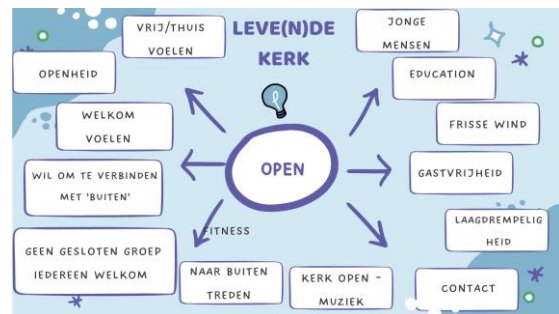 LEVE(N)DE
KERK
VRIJ/THUIS
VOELEN
JONGE
MENSEN
OPENHEID
EDUCATION
WELKOM
VOELEN
FRISSE WIND
OPEN
WIL OM TE VERBINDEN
MET 'BUITEN'
GASTVRIJHEID
LAAGDREMPELIG
HEID
FITNESS
GEEN GESLOTEN GROEP
IEDEREEN WELKOM
NAAR BUITEN
TREDEN
KERK OPEN -
MUZIEK
CONTACT